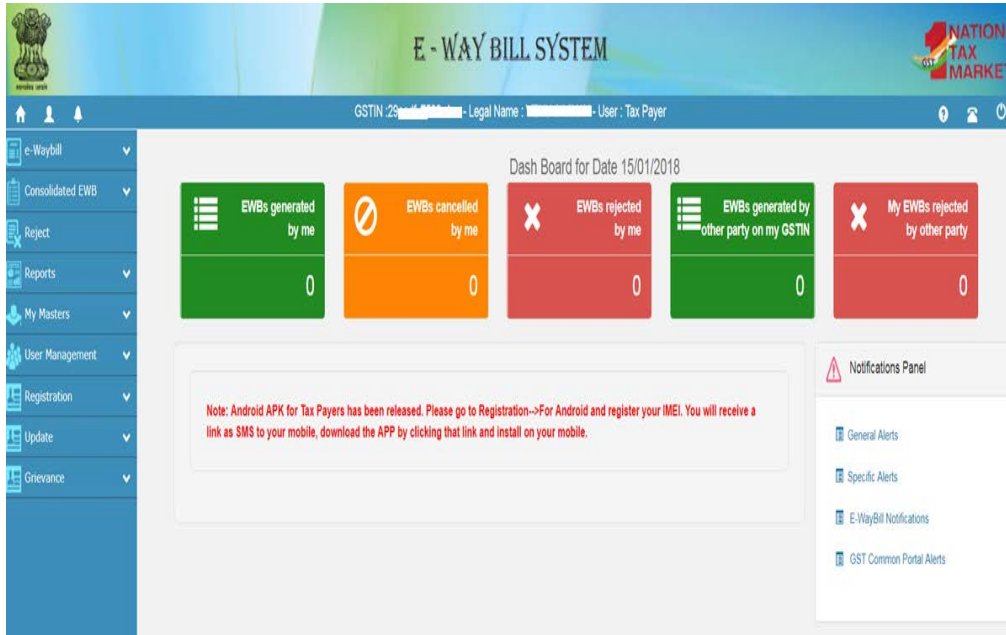 E - WAY BILL SYSTEM
GST
NATION
TAX
MARKET
GSTIN :29 - Legal Name : - User : Tax Payer
e-Waybill
Consolidated EWB
Reject
Reports
My Masters
User Management
Registration
Update
Grievance
Dash Board for Date 15/01/2018
EWBs generated
by me
0
EWBs cancelled
by me
0
EWBs rejected
by me
0
EWBs generated by
other party on my GSTIN
0
My EWBs rejected
by other party
0
Note: Android APK for Tax Payers has been released. Please go to Registration-->For Android and register your IMEI. You will receive a
link as SMS to your mobile, download the APP by clicking that link and install on your mobile.
Notifications Panel
General Alerts
Specific Alerts
E-WayBill Notifications
GST Common Portal Alerts